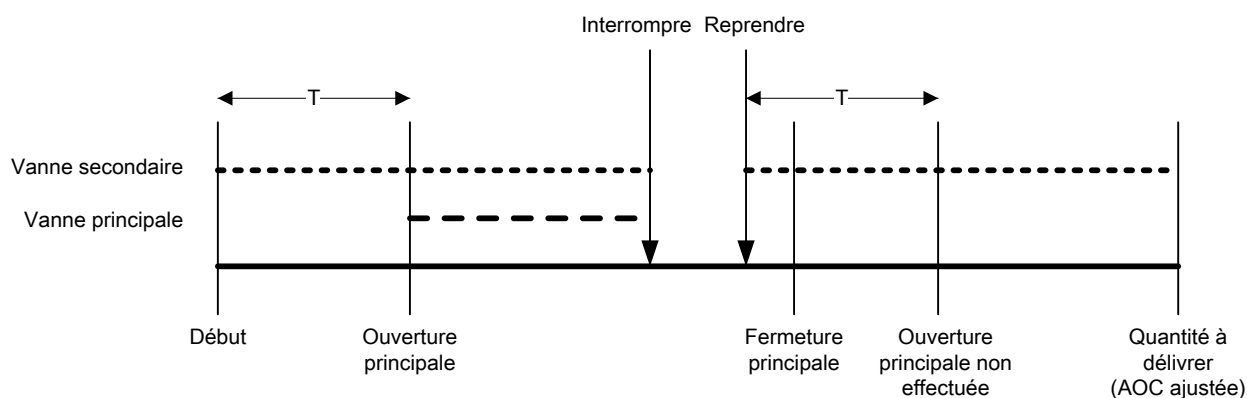 Interrompre
Reprendre
T
T
Vanne secondaire
Vanne principale
Début
Ouverture
principale
Fermeture
principale
Ouverture
principale non
effectuée
Quantité à
délivrer
(AOC ajustée)